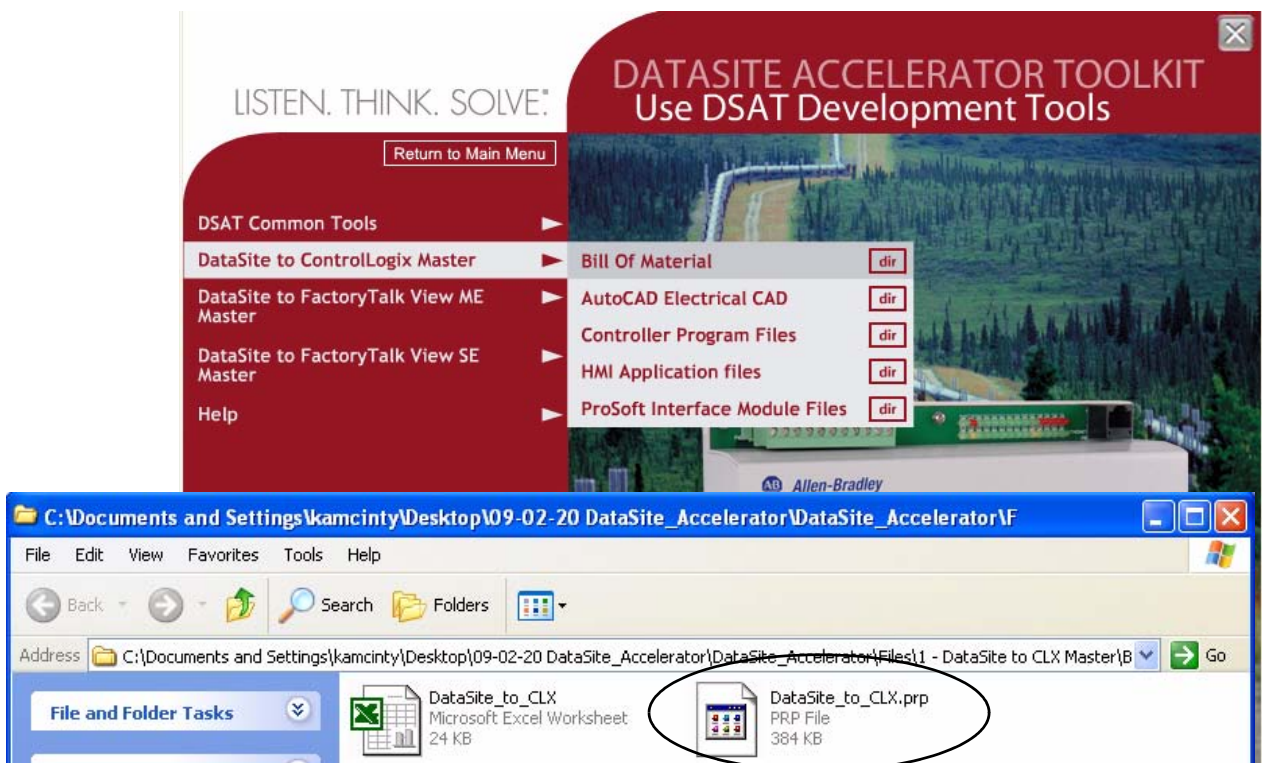 DATASITE ACCELERATOR TOOLKIT
LISTEN. THINK. SOLVE.®
Use DSAT Development Tools
Return to Main Menu
DSAT Common Tools
DataSite to ControlLogix Master
Bill Of Material dir
DataSite to FactoryTalk View ME
Master
AutoCAD Electrical CAD dir
Controller Program Files dir
DataSite to FactoryTalk View SE
Master
HMI Application files dir
Help
ProSoft Interface Module Files dir
AB Allen-Bradley
C:\Documents and Settings\kamcinty\Desktop\09-02-20 DataSite_Accelerator\DataSite_Accelerator\F
File Edit View Favorites Tools Help
Back Search Folders
Address C:\Documents and Settings\kamcinty\Desktop\09-02-20 DataSite_Accelerator\DataSite_Accelerator\Files\1 - DataSite to CLX Master\B Go
File and Folder Tasks
DataSite_to_CLX
Microsoft Excel Worksheet
24 KB
DataSite_to_CLX.prp
PRP File
384 KB